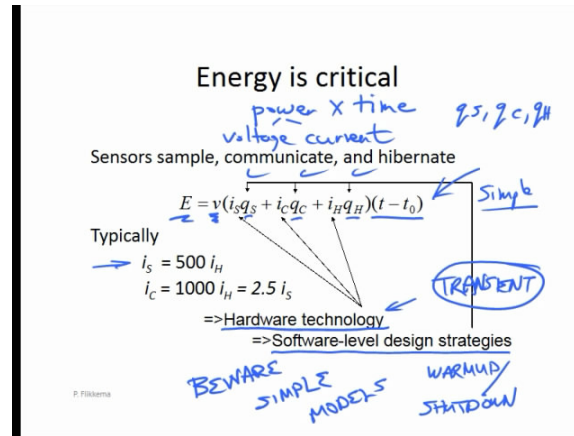 Energy is critical
power × time
qS, qC, qH
voltage current
Sensors sample, communicate, and hibernate
E = v(iSqS + iCqC + iHqH)(t − t0)
Simple
Typically
iS = 500 iH
iC = 1000 iH = 2.5 iS
TRANSENT
=>Hardware technology
=>Software-level design strategies
BEWARE SIMPLE MODELS
WARMUP/
SHUTDOWN
P. Flikkema